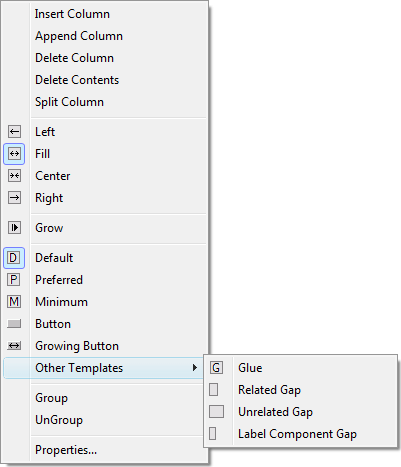 Insert Column
Append Column
Delete Column
Delete Contents
Split Column
Left
Fill
Center
Right
Grow
D Default
P Preferred
M Minimum
Button
Growing Button
Other Templates
G Glue
Related Gap
Unrelated Gap
Label Component Gap
Group
UnGroup
Properties...